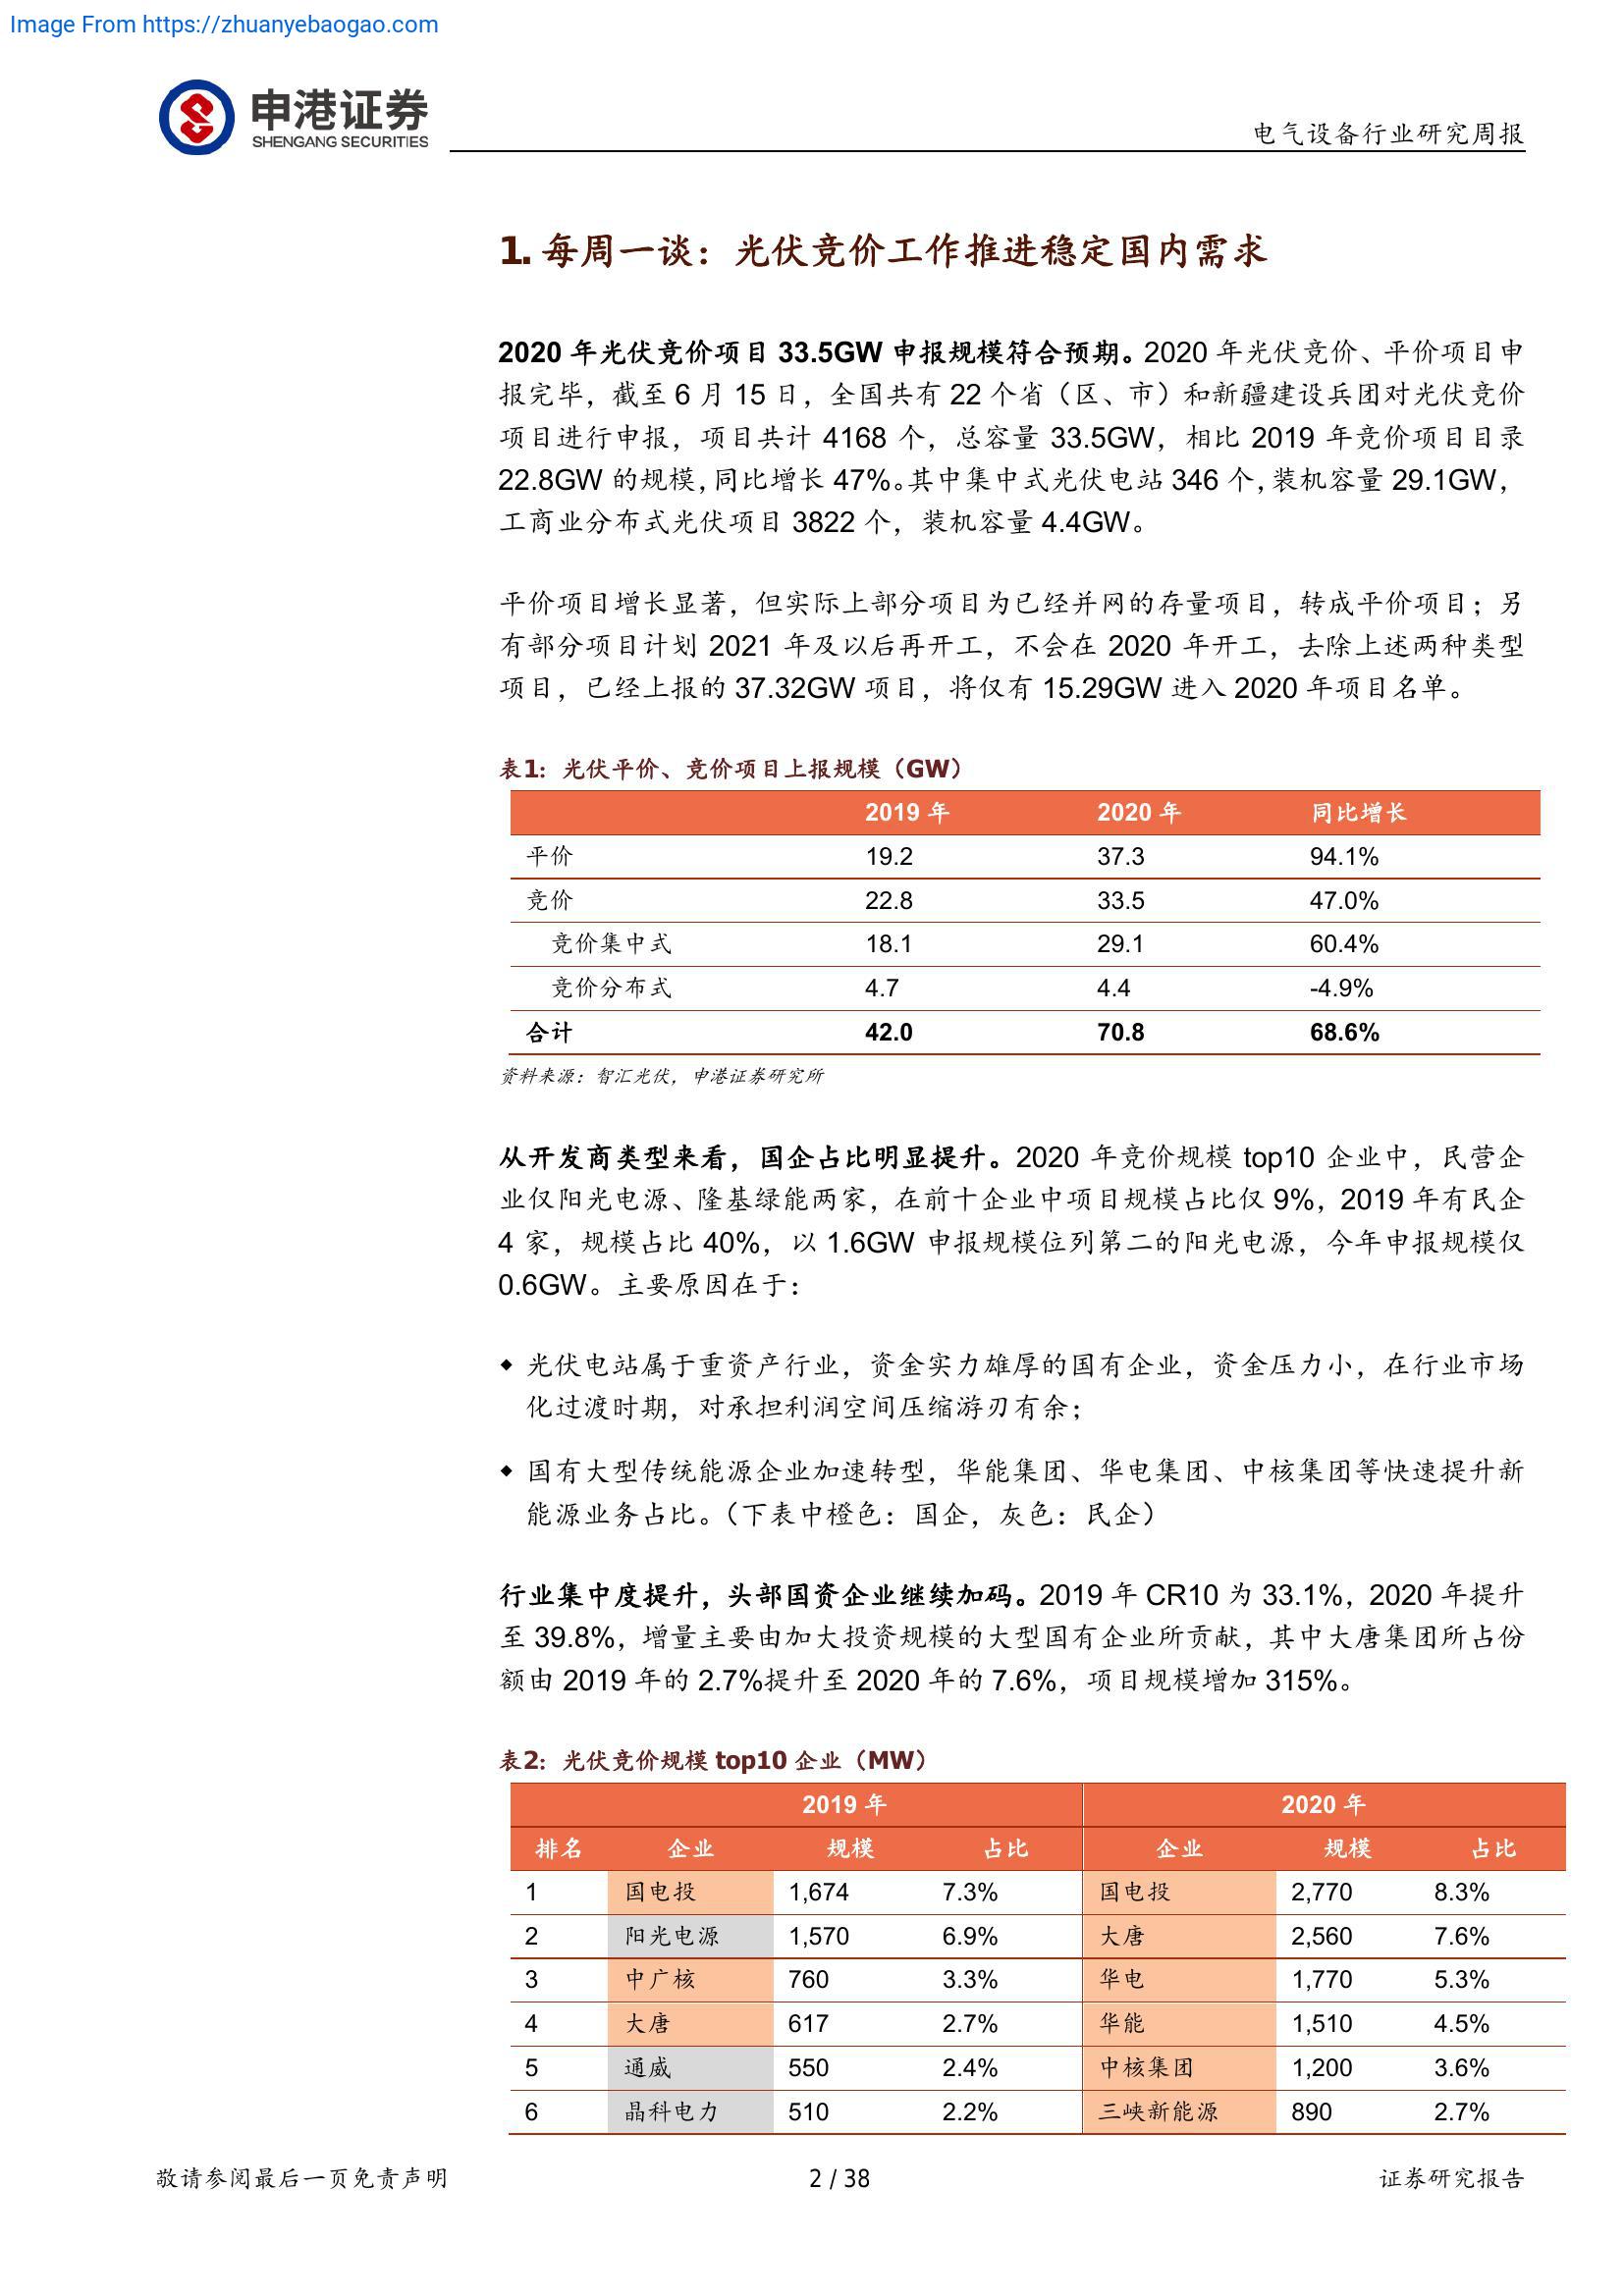 Image From https://zhuanyebaogao.com
申港证券
SHENGANG SECURITIES
电气设备行业研究周报
1. 每周一谈：光伏竞价工作推进稳定国内需求
2020 年光伏竞价项目 33.5GW 申报规模符合预期。2020 年光伏竞价、平价项目申
报完毕，截至 6 月 15 日，全国共有 22 个省（区、市）和新疆建设兵团对光伏竞价
项目进行申报，项目共计 4168 个，总容量 33.5GW，相比 2019 年竞价项目目录
22.8GW 的规模，同比增长 47%。其中集中式光伏电站 346 个，装机容量 29.1GW，
工商业分布式光伏项目 3822 个，装机容量 4.4GW。
平价项目增长显著，但实际上部分项目为已经并网的存量项目，转成平价项目；另
有部分项目计划 2021 年及以后再开工，不会在 2020 年开工，去除上述两种类型
项目，已经上报的 37.32GW 项目，将仅有 15.29GW 进入 2020 年项目名单。
表1：光伏平价、竞价项目上报规模（GW）
2019 年 2020 年 同比增长
平价 19.2 37.3 94.1%
竞价 22.8 33.5 47.0%
竞价集中式 18.1 29.1 60.4%
竞价分布式 4.7 4.4 -4.9%
合计 42.0 70.8 68.6%
资料来源：智汇光伏，申港证券研究所
从开发商类型来看，国企占比明显提升。2020 年竞价规模 top10 企业中，民营企
业仅阳光电源、隆基绿能两家，在前十企业中项目规模占比仅 9%，2019 年有民企
4 家，规模占比 40%，以 1.6GW 申报规模位列第二的阳光电源，今年申报规模仅
0.6GW。主要原因在于：
◆ 光伏电站属于重资产行业，资金实力雄厚的国有企业，资金压力小，在行业市场
化过渡时期，对承担利润空间压缩游刃有余；
◆ 国有大型传统能源企业加速转型，华能集团、华电集团、中核集团等快速提升新
能源业务占比。（下表中橙色：国企，灰色：民企）
行业集中度提升，头部国资企业继续加码。2019 年 CR10 为 33.1%，2020 年提升
至 39.8%，增量主要由加大投资规模的大型国有企业所贡献，其中大唐集团所占份
额由 2019 年的 2.7%提升至 2020 年的 7.6%，项目规模增加 315%。
表2：光伏竞价规模 top10 企业（MW）
2019 年 2020 年
排名 企业 规模 占比 企业 规模 占比
1 国电投 1,674 7.3% 国电投 2,770 8.3%
2 阳光电源 1,570 6.9% 大唐 2,560 7.6%
3 中广核 760 3.3% 华电 1,770 5.3%
4 大唐 617 2.7% 华能 1,510 4.5%
5 通威 550 2.4% 中核集团 1,200 3.6%
6 晶科电力 510 2.2% 三峡新能源 890 2.7%
敬请参阅最后一页免责声明 2 / 38 证券研究报告